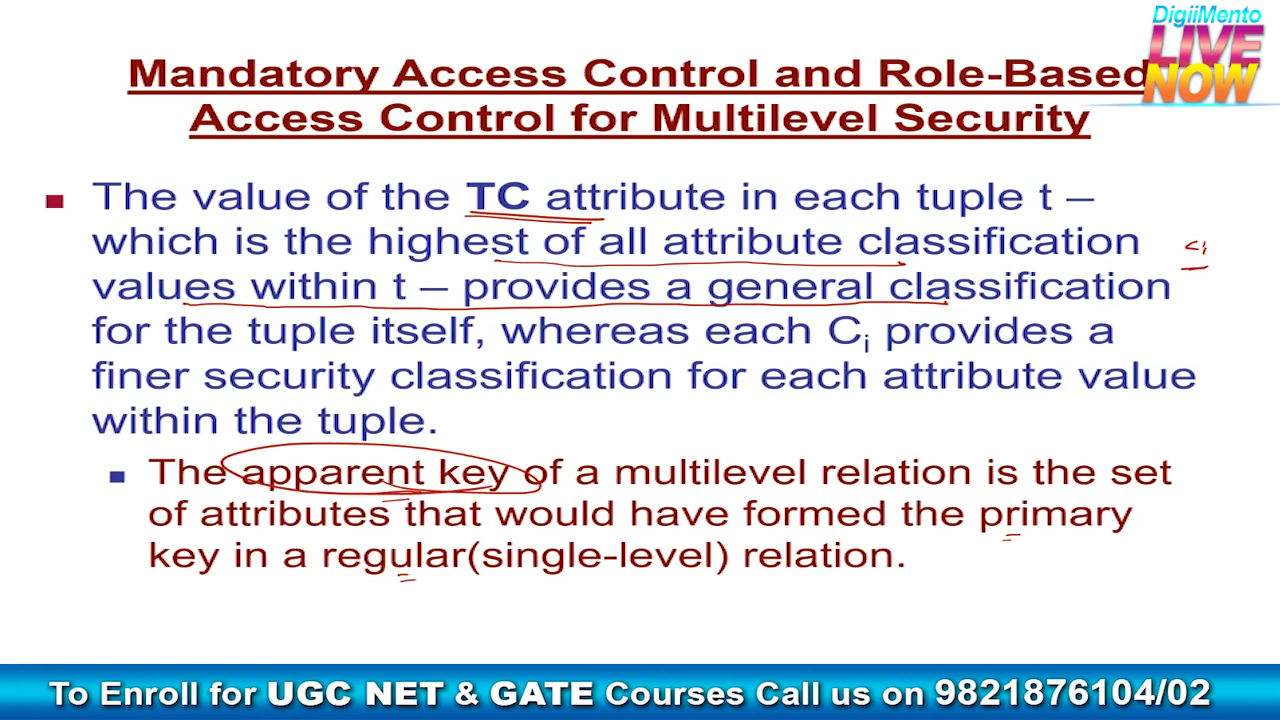 DigiiMento
LIVE
NOW
Mandatory Access Control and Role-Based
Access Control for Multilevel Security
The value of the TC attribute in each tuple t –
which is the highest of all attribute classification
values within t – provides a general classification
for the tuple itself, whereas each Ci provides a
finer security classification for each attribute value
within the tuple.
The apparent key of a multilevel relation is the set
of attributes that would have formed the primary
key in a regular(single-level) relation.
To Enroll for UGC NET & GATE Courses Call us on 9821876104/02